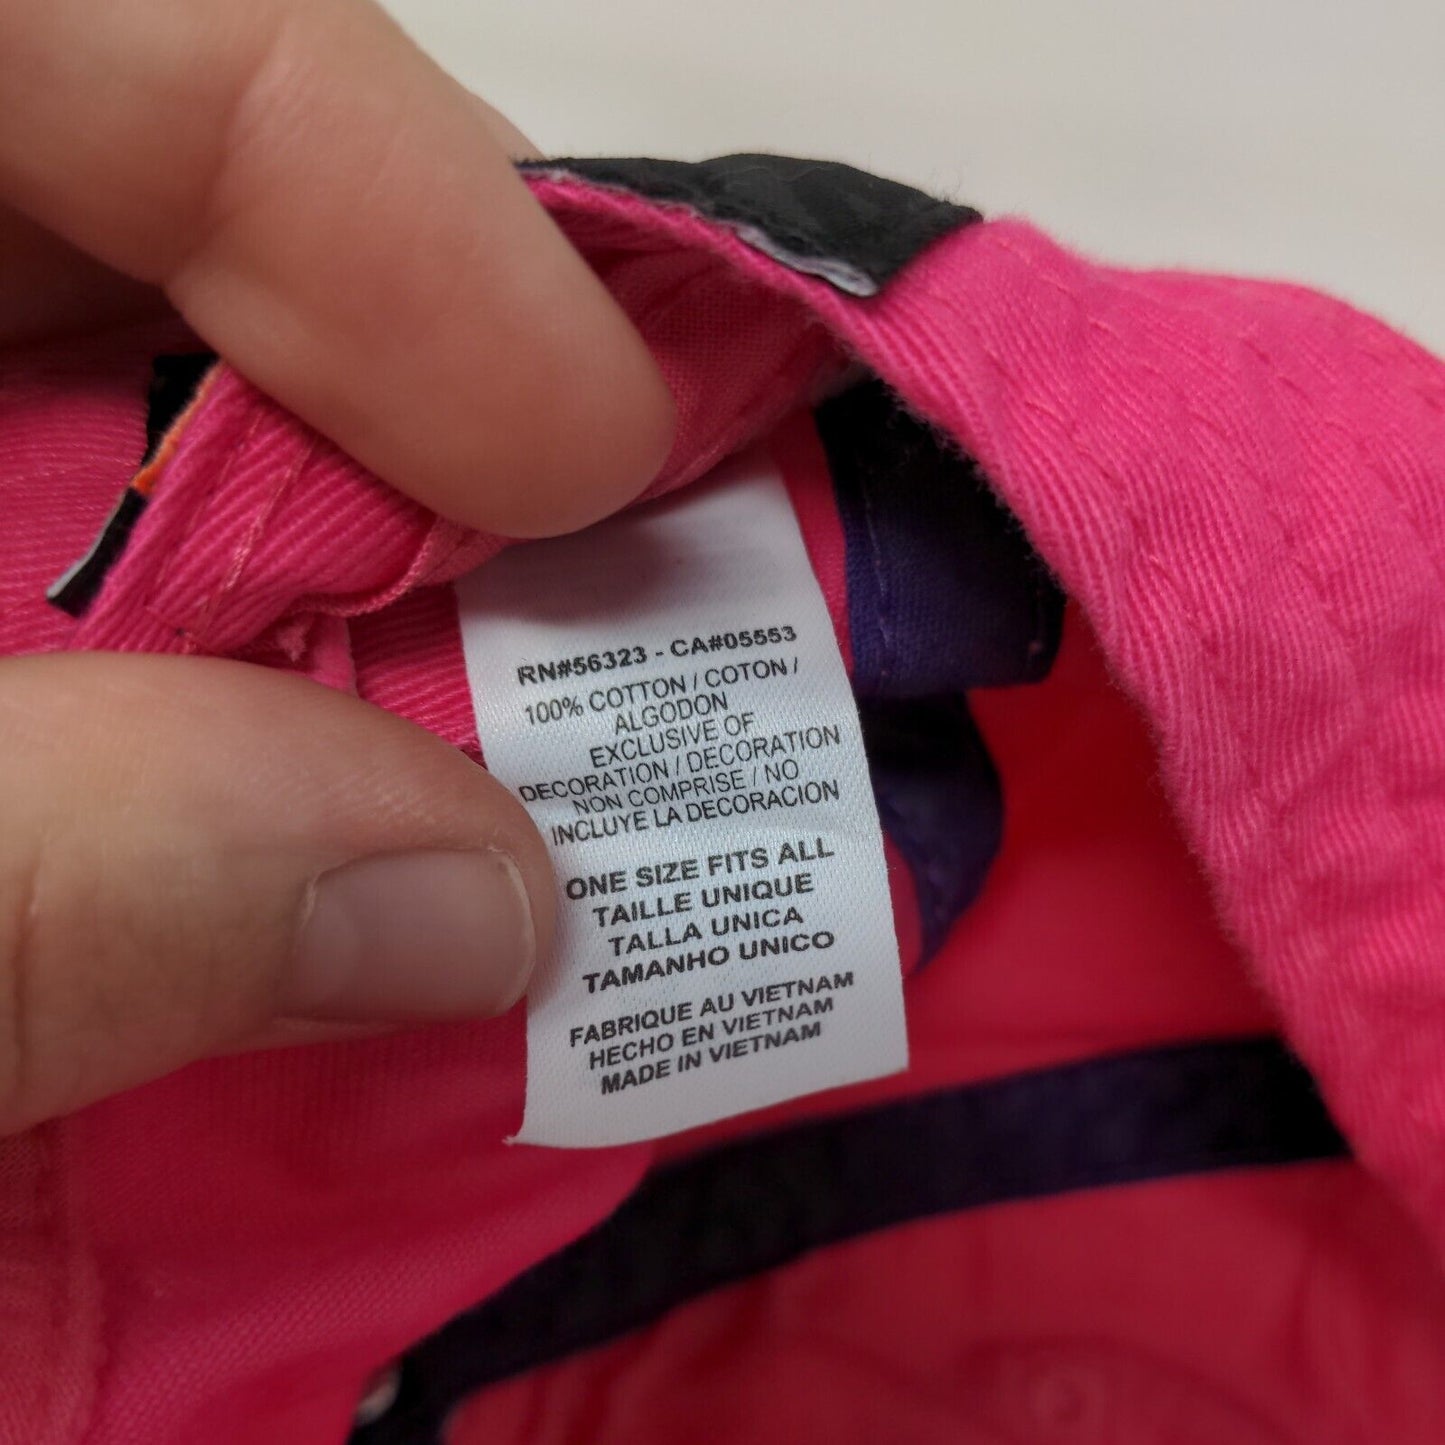 RN#56323 - CA#05553
100% COTTON / COTON /
ALGODON
EXCLUSIVE OF
DECORATION / DECORATION
NON COMPRISE / NO
INCLUYE LA DECORACION
ONE SIZE FITS ALL
TAILLE UNIQUE
TALLA UNICA
TAMANHO UNICO
FABRIQUE AU VIETNAM
HECHO EN VIETNAM
MADE IN VIETNAM